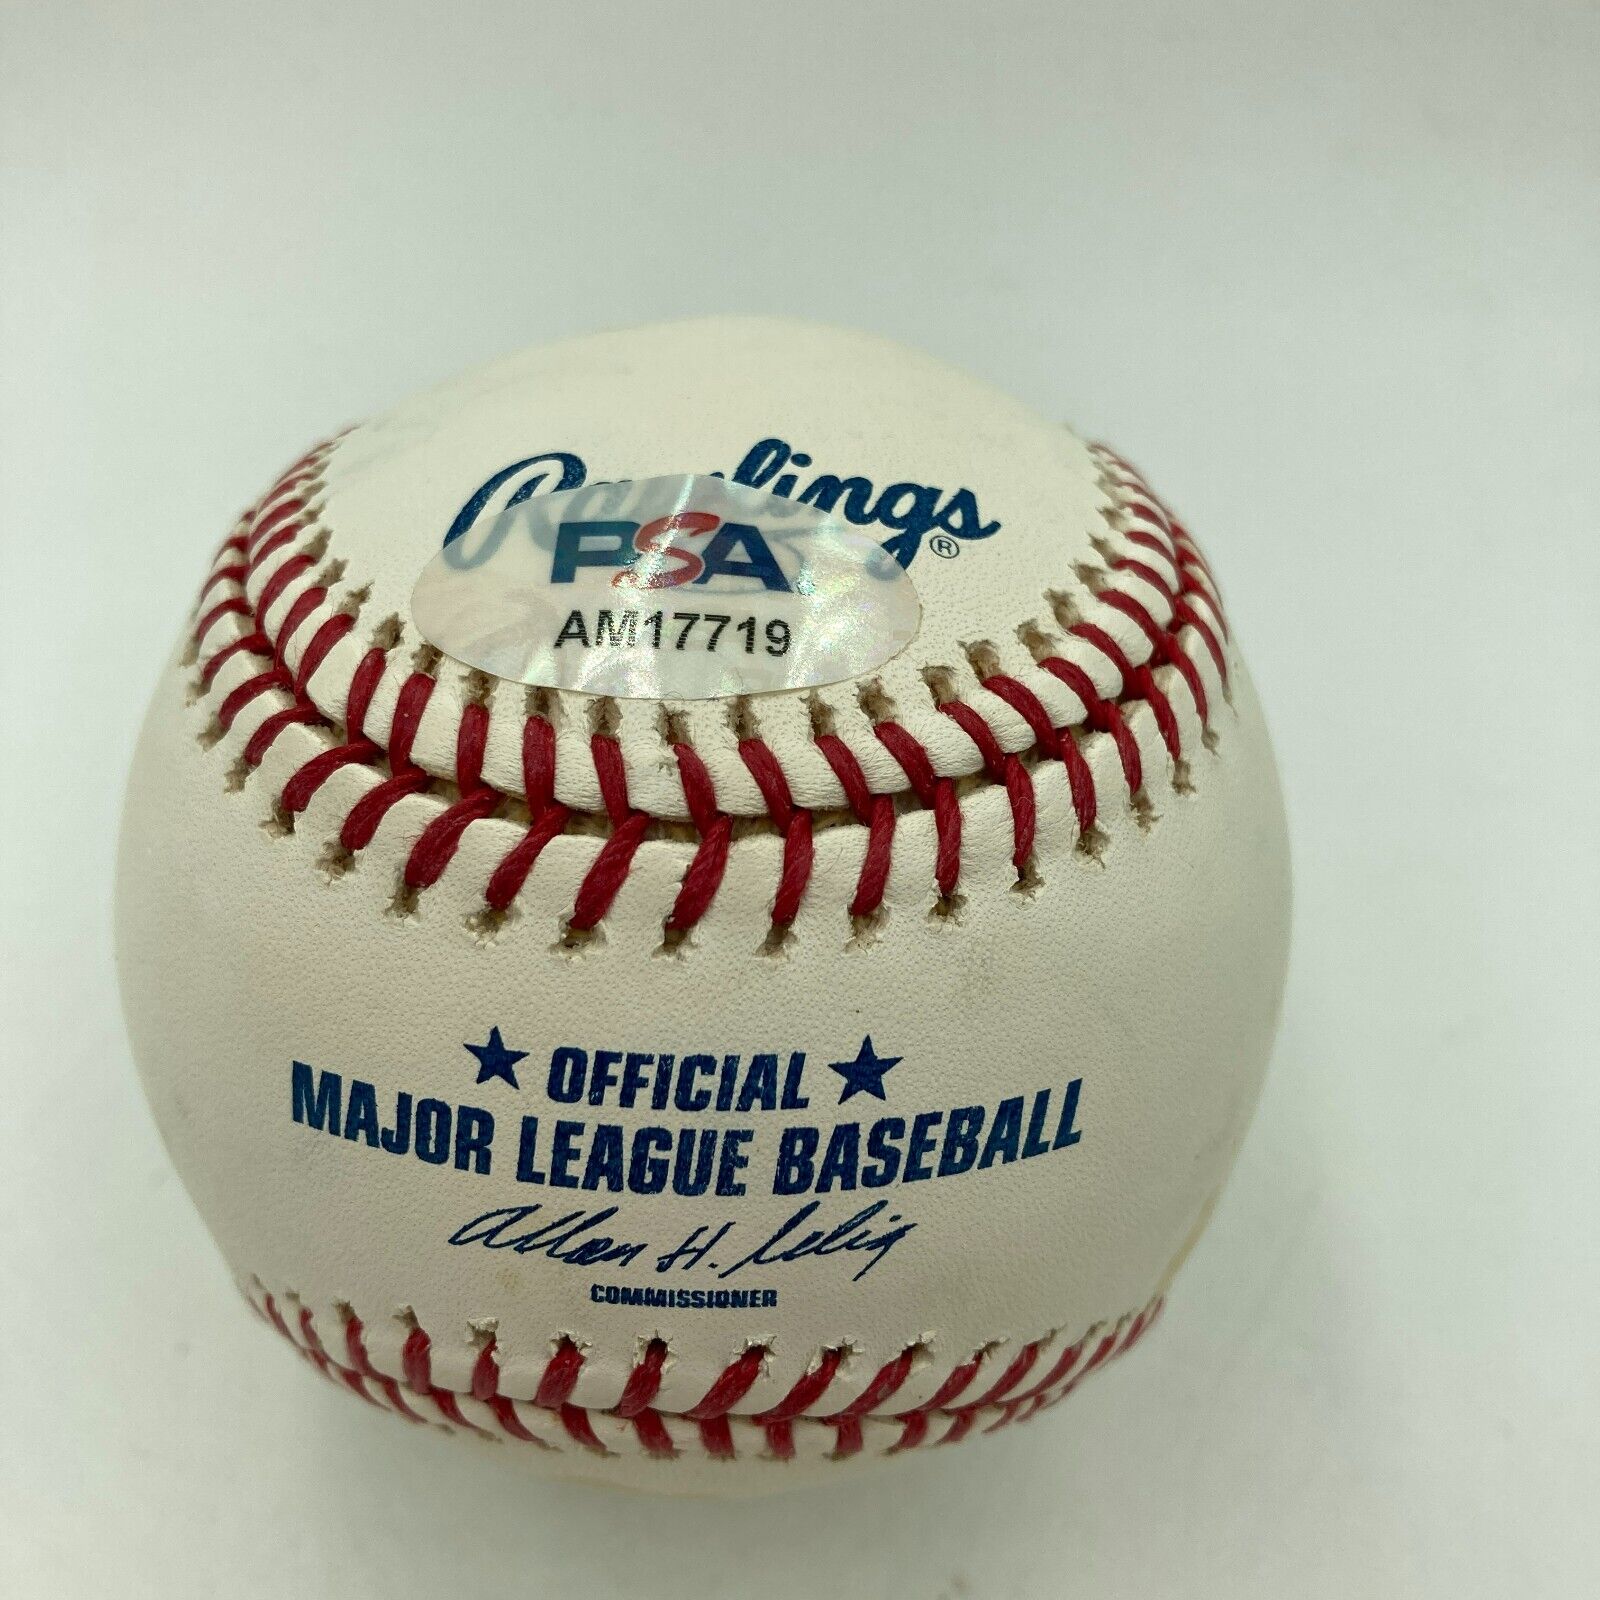 Rawlings®
PSA
AM17719
★ OFFICIAL ★
MAJOR LEAGUE BASEBALL
Allan H. Selig
COMMISSIONER